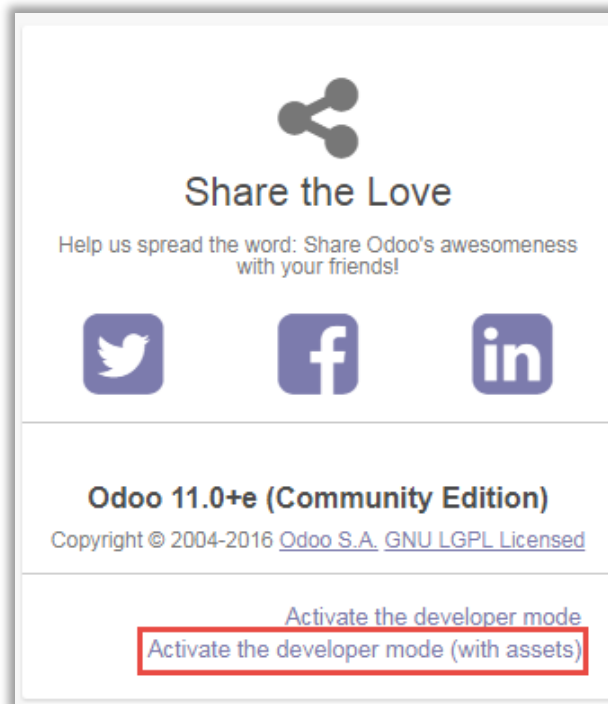 Share the Love
Help us spread the word: Share Odoo's awesomeness
with your friends!
Odoo 11.0+e (Community Edition)
Copyright © 2004-2016 Odoo S.A. GNU LGPL Licensed
Activate the developer mode
Activate the developer mode (with assets)